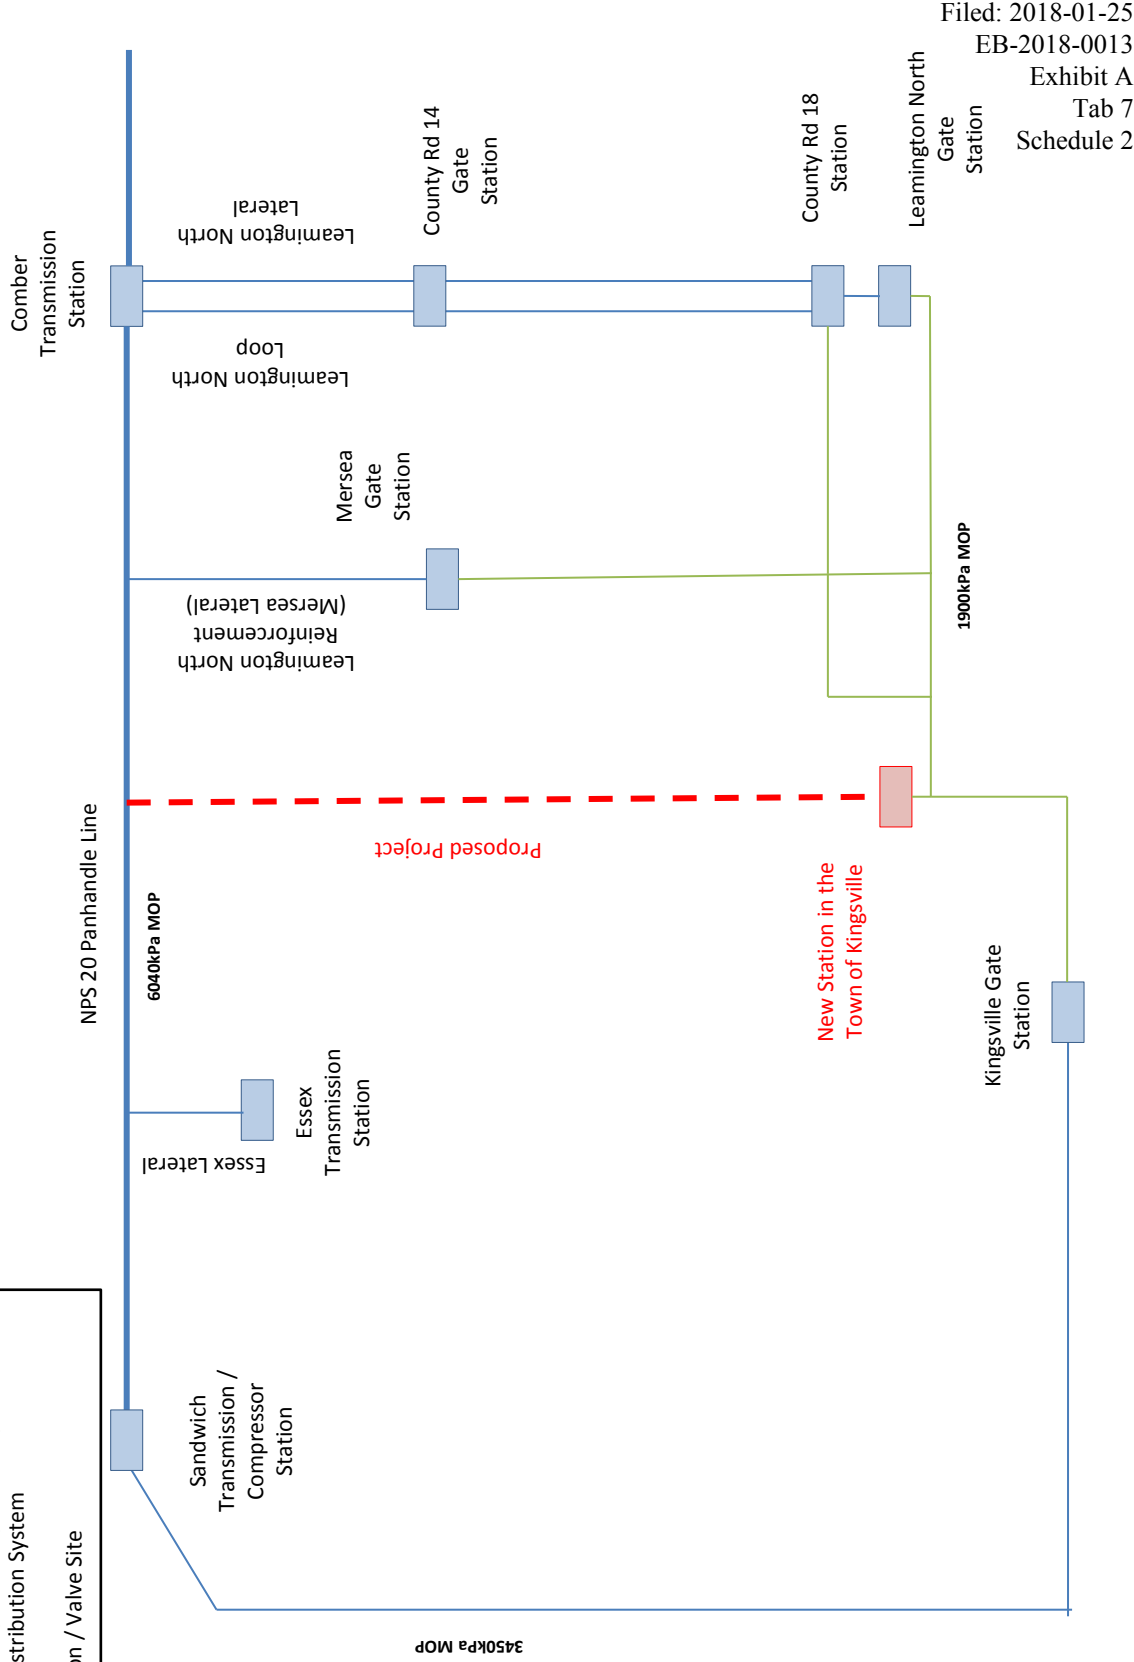 Filed: 2018-01-25
EB-2018-0013
Exhibit A
Tab 7
Schedule 2
Comber
Transmission
Station
Leamington North
Lateral
County Rd 14
Gate
Station
County Rd 18
Station
Leamington North
Gate
Station
Leamington North
Loop
Mersea
Gate
Station
Leamington North
Reinforcement
(Mersea Lateral)
1900kPa MOP
NPS 20 Panhandle Line
6040kPa MOP
Proposed Project
New Station in the
Town of Kingsville
Kingsville Gate
Station
Essex Lateral
Essex
Transmission
Station
Sandwich
Transmission /
Compressor
Station
3450kPa MOP
stribution System
on / Valve Site